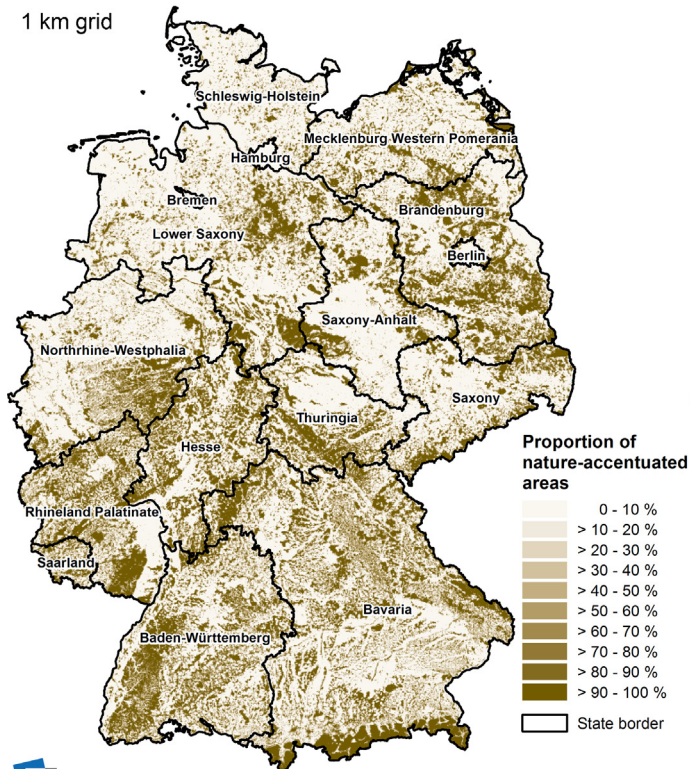 1 km grid
Schleswig-Holstein
Mecklenburg Western Pomerania
Hamburg
Bremen
Brandenburg
Lower Saxony
Berlin
Saxony-Anhalt
Northrhine-Westphalia
Saxony
Thuringia
Hesse
Rhineland Palatinate
Saarland
Bavaria
Baden-Württemberg
Proportion of
nature-accentuated
areas
0 - 10 %
> 10 - 20 %
> 20 - 30 %
> 30 - 40 %
> 40 - 50 %
> 50 - 60 %
> 60 - 70 %
> 70 - 80 %
> 80 - 90 %
> 90 - 100 %
State border